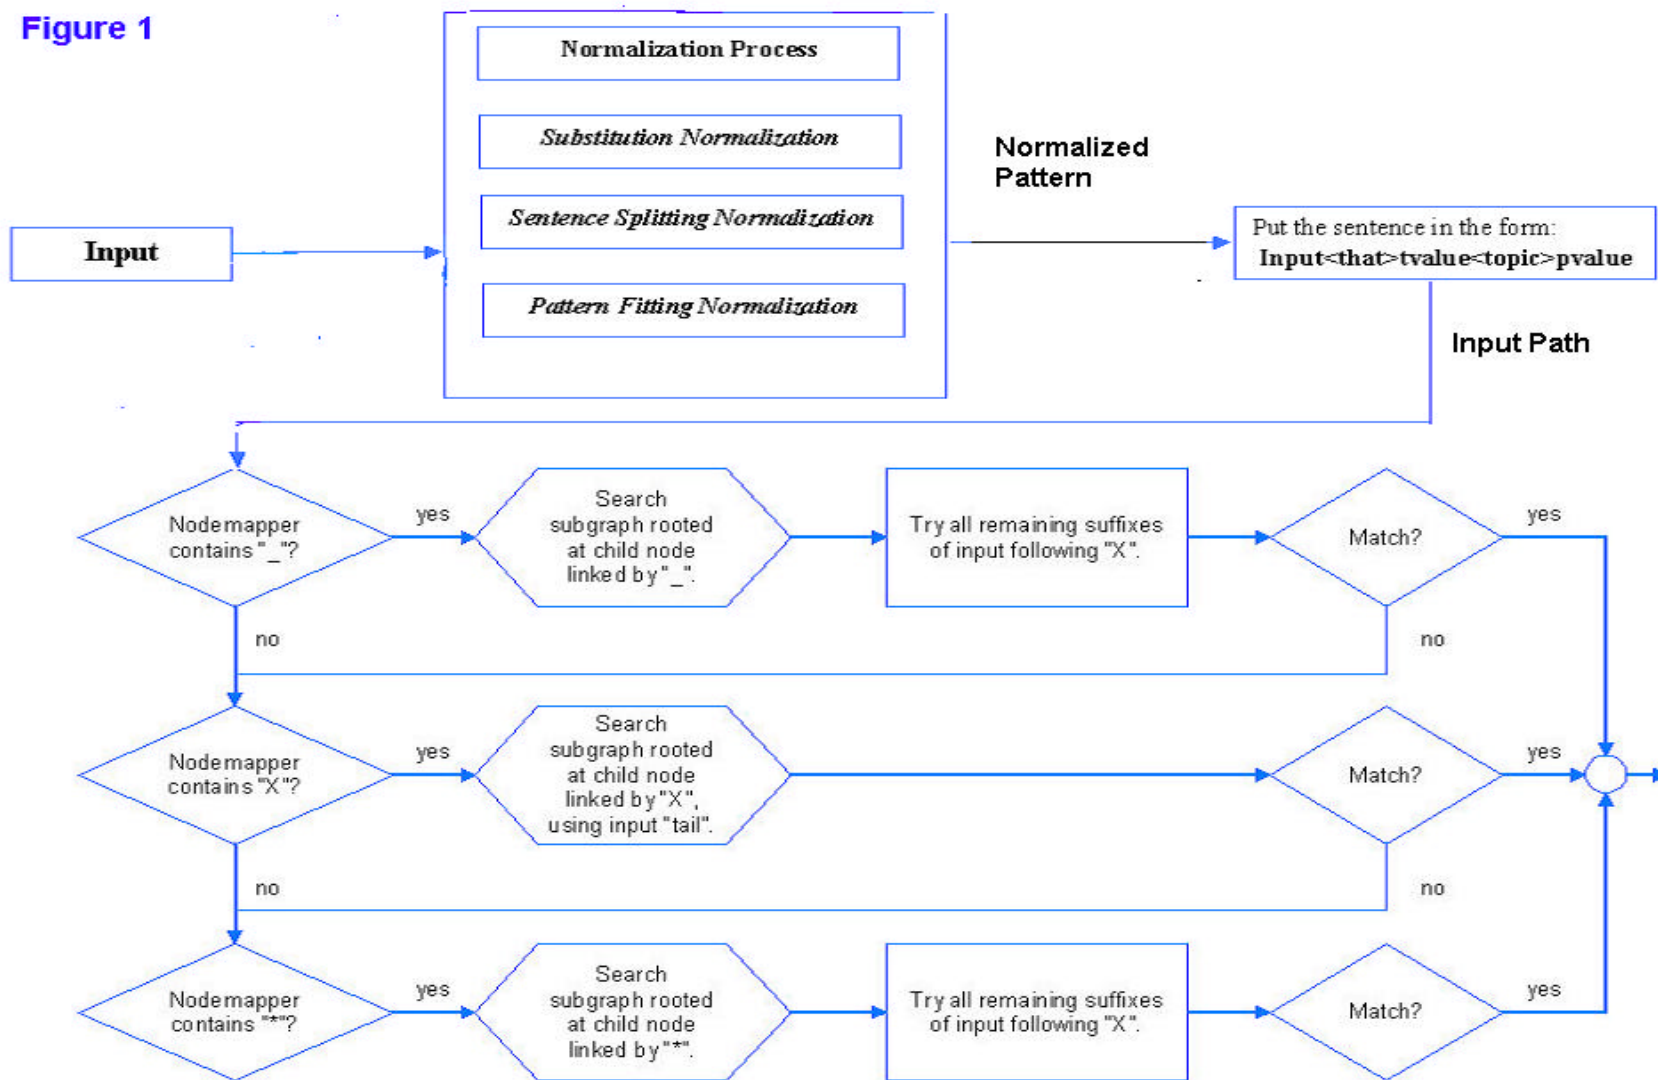 Figure 1
Normalization Process
Substitution Normalization
Sentence Splitting Normalization
Pattern Fitting Normalization
Input
Normalized
Pattern
Put the sentence in the form:
Input<that>tvalue<topic>pvalue
Input Path
Nodemapper
contains "_"?
yes
Search
subgraph rooted
at child node
linked by "_".
Try all remaining suffixes
of input following "X".
Match?
yes
no
no
Nodemapper
contains "X"?
yes
Search
subgraph rooted
at child node
linked by "X",
using input "tail".
Match?
yes
no
no
Nodemapper
contains "*"?
yes
Search
subgraph rooted
at child node
linked by "*".
Try all remaining suffixes
of input following "X".
Match?
yes